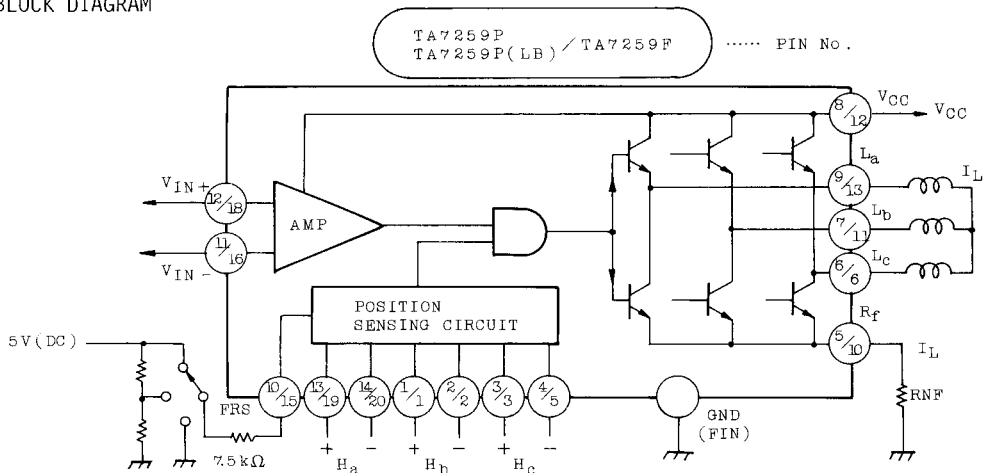 BLOCK DIAGRAM
TA7259P
TA7259P(LB) / TA7259F ...... PIN No.
8/12 VCC VCC
La
9/13 IL
VIN+ 12/18
AMP
Lb
7/11
11/16
VIN-
Lc
6/6
POSITION
SENSING CIRCUIT
Rf
5/10 IL
5V(DC)
FRS 10/15 13/19 14/20 1/1 2/2 3/3 4/5
GND
(FIN)
RNF
7.5kΩ
+ − + − + −
Ha Hb Hc